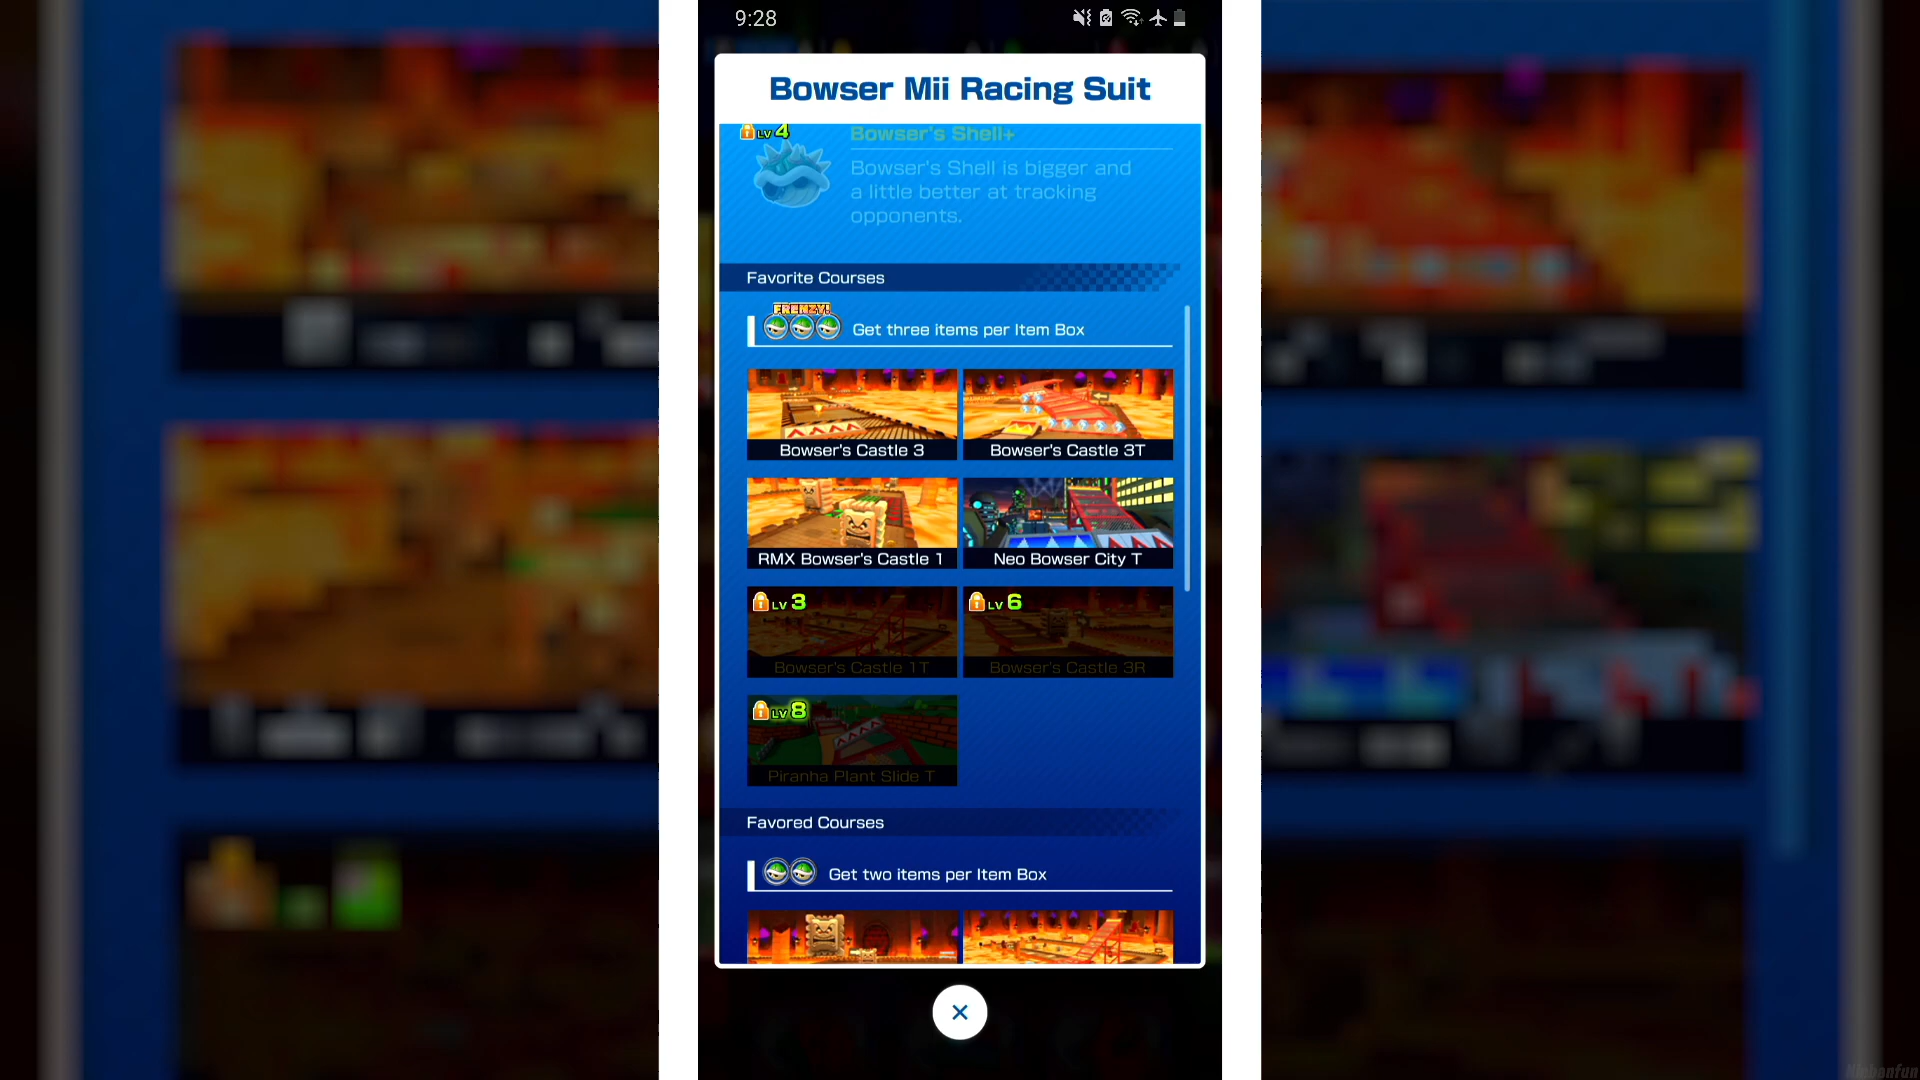 9:28
Bowser Mii Racing Suit
LV 4
Bowser's Shell+
Bowser's Shell is bigger and
a little better at tracking
opponents.
Favorite Courses
FRENZY!
Get three items per Item Box
Bowser's Castle 3
Bowser's Castle 3T
RMX Bowser's Castle 1
Neo Bowser City T
LV 3
LV 6
Bowser's Castle 1T
Bowser's Castle 3R
LV 8
Piranha Plant Slide T
Favored Courses
Get two items per Item Box